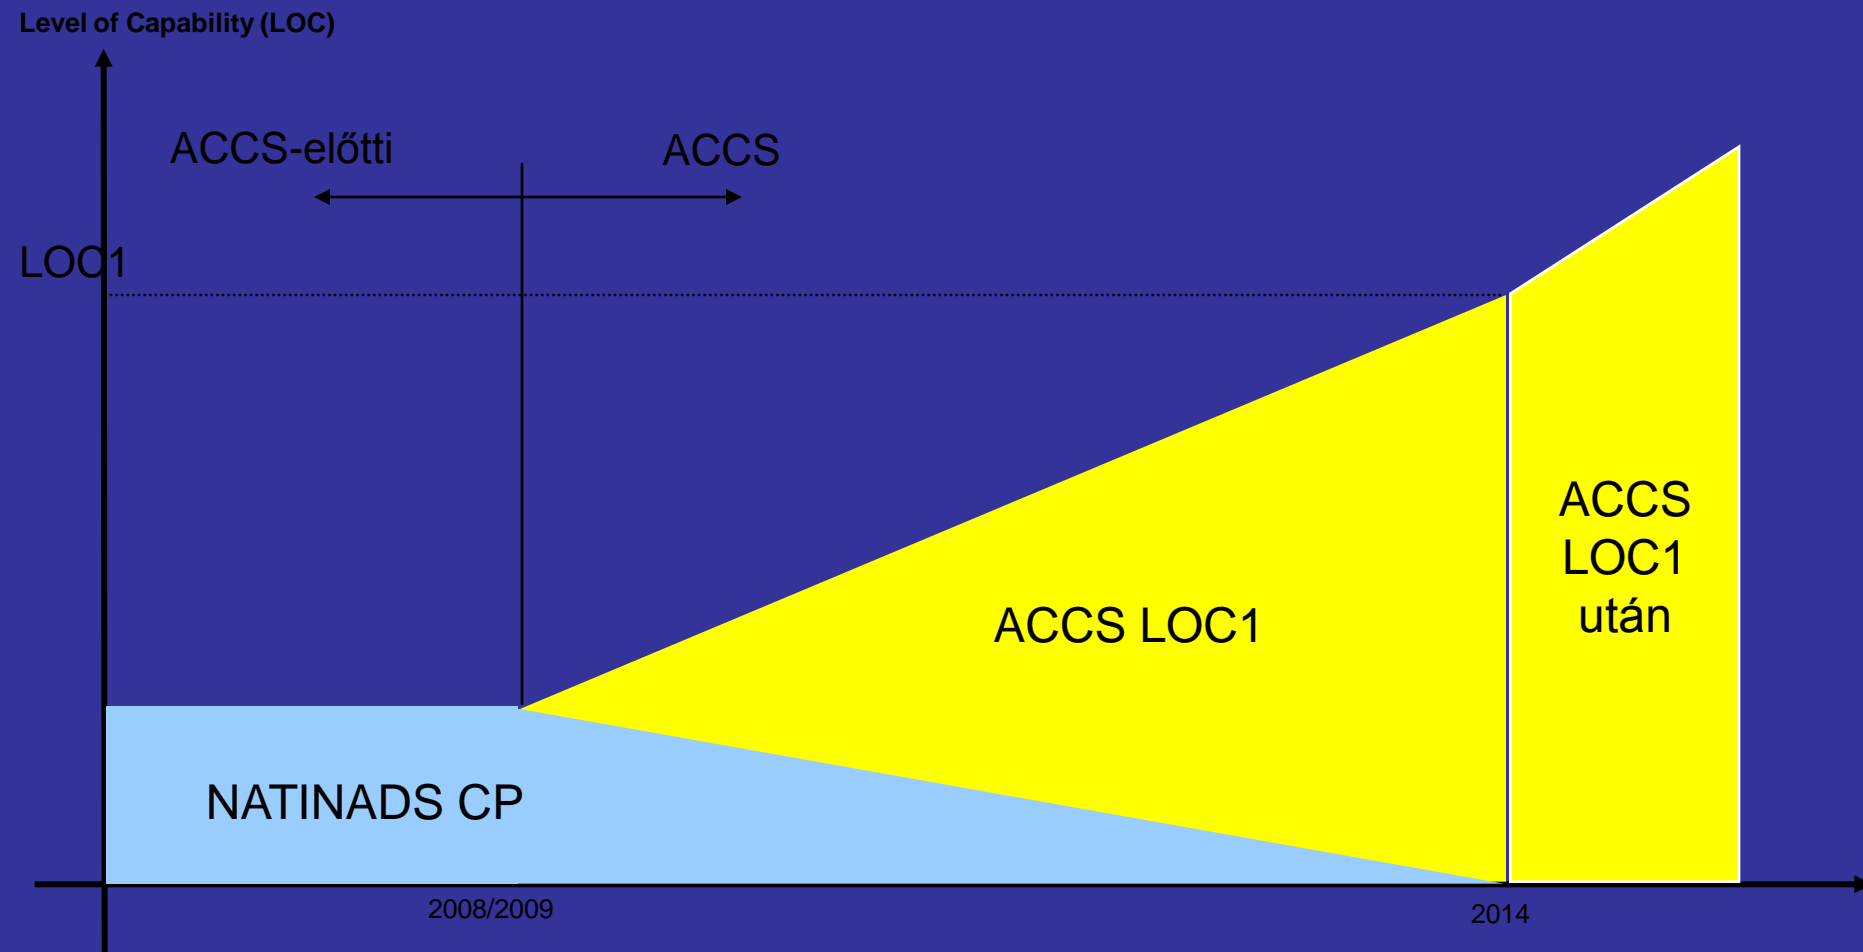 Level of Capability (LOC)
ACCS-előtti
ACCS
LOC1
ACCS
LOC1
után
ACCS LOC1
NATINADS CP
2008/2009
2014